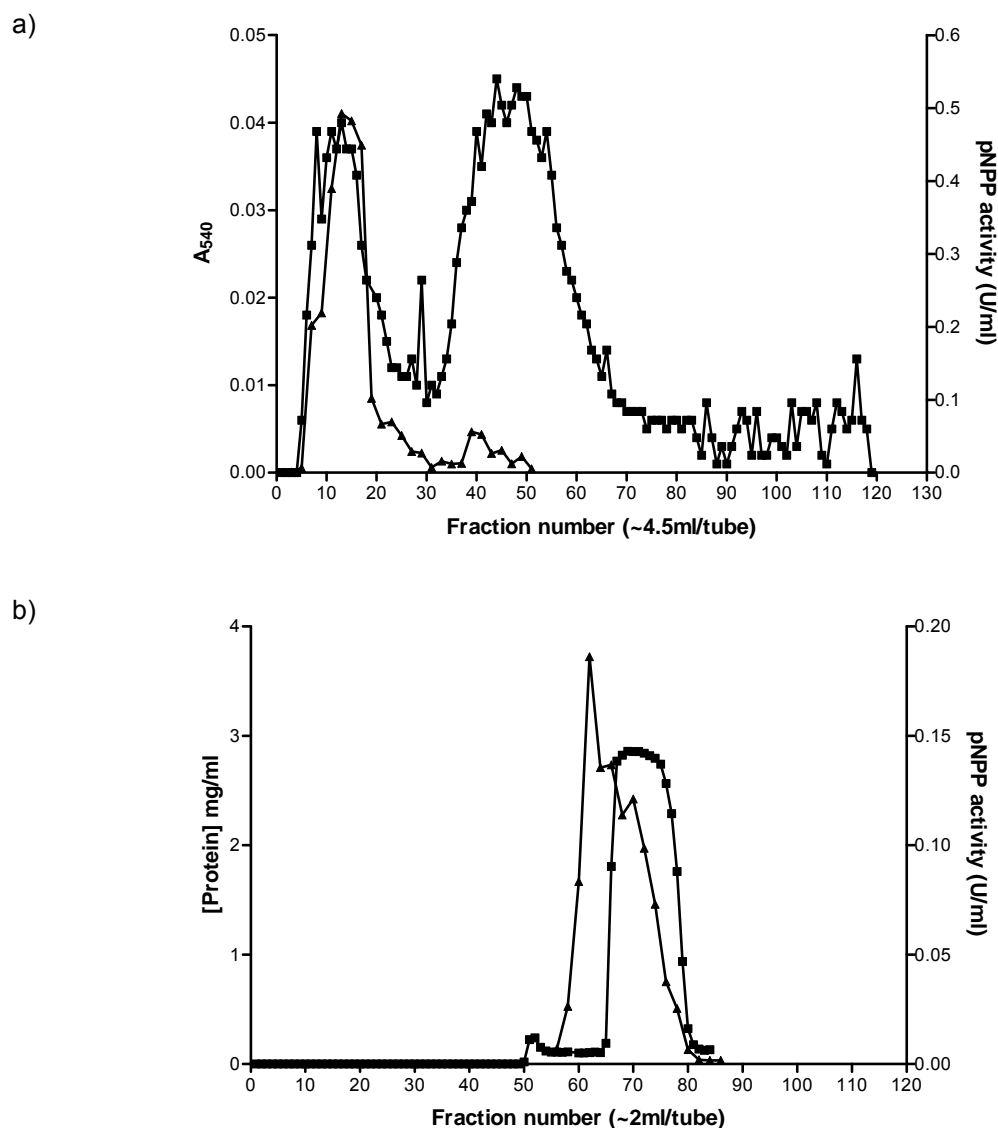 a)
0.05
0.04
0.03
0.02
0.01
0.00
A540
0.6
0.5
0.4
0.3
0.2
0.1
0.0
pNPP activity (U/ml)
0 10 20 30 40 50 60 70 80 90 100 110 120 130
Fraction number (~4.5ml/tube)
b)
4
3
2
1
0
[Protein] mg/ml
0.20
0.15
0.10
0.05
0.00
pNPP activity (U/ml)
0 10 20 30 40 50 60 70 80 90 100 110 120
Fraction number (~2ml/tube)